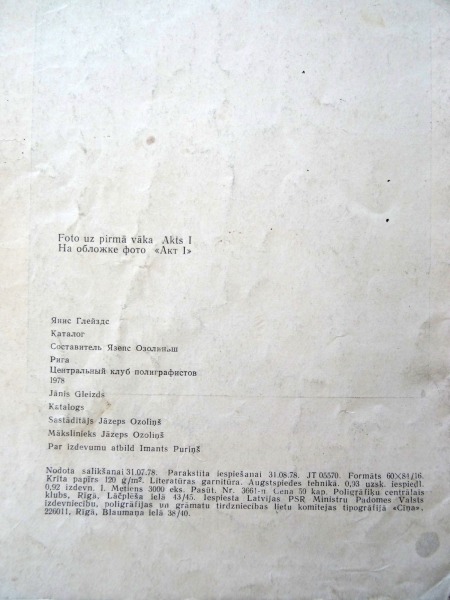 Foto uz pirmā vāka Akts I
На обложке фото «Акт I»
Янис Глейздс
Каталог
Составитель Язепс Озолиньш
Рига
Центральный клуб полиграфистов
1978
Jānis Gleizds
Katalogs
Sastādītājs Jāzeps Ozoliņš
Mākslinieks Jāzeps Ozoliņš
Par izdevumu atbild Imants Puriņš
Nodota salikšanai 31.07.78. Parakstīta iespiešanai 31.08.78. JT 05570. Formāts 60×84/16.
Krīta papīrs 120 g/m². Literatūras garnitūra. Augstspiedes tehnika. 0,93 uzsk. iespiedl.
0,92 izdevn. l. Metiens 3000 eks. Pasūt. Nr. 3661-п Cena 50 kap. Poligrāfiķu centrālais
klubs, Rīgā, Lāčplēša ielā 43/45. Iespiesta Latvijas PSR Ministru Padomes Valsts
izdevniecību, poligrāfijas un grāmatu tirdzniecības lietu komitejas tipogrāfijā «Cīņa»,
226011, Rīgā, Blaumaņa ielā 38/40.